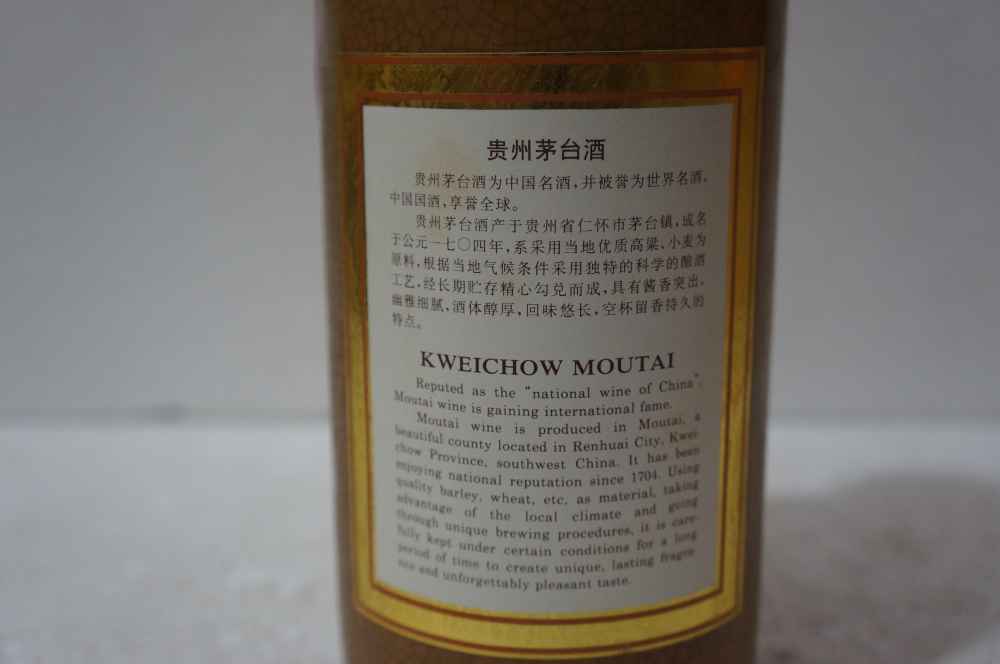 贵州茅台酒
贵州茅台酒为中国名酒,并被誉为世界名酒,
中国国酒,享誉全球。
贵州茅台酒产于贵州省仁怀市茅台镇,成名
于公元一七〇四年,系采用当地优质高粱、小麦为
原料,根据当地气候条件采用独特的科学的酿酒
工艺,经长期贮存精心勾兑而成,具有酱香突出,
幽雅细腻,酒体醇厚,回味悠长,空杯留香持久的
特点。
KWEICHOW MOUTAI
Reputed as the "national wine of China",
Moutai wine is gaining international fame.
Moutai wine is produced in Moutai, a
beautiful county located in Renhuai City, Kwei-
chow Province, southwest China. It has been
enjoying national reputation since 1704. Using
quality barley, wheat, etc. as material, taking
advantage of the local climate and going
through unique brewing procedures, it is care-
fully kept under certain conditions for a long
period of time to create unique, lasting fragra-
nce and unforgettably pleasant taste.